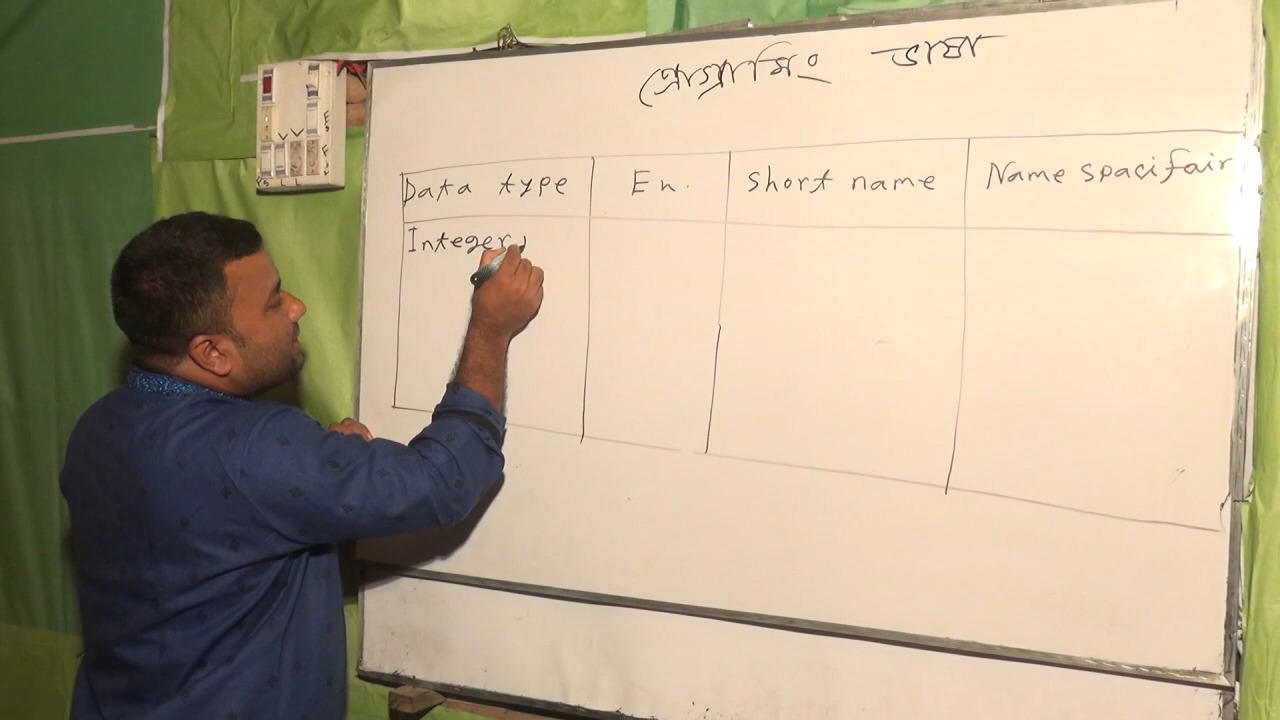 প্রোগ্রামিং ভাষা
Data type En. Short name Name spacifair
Integer